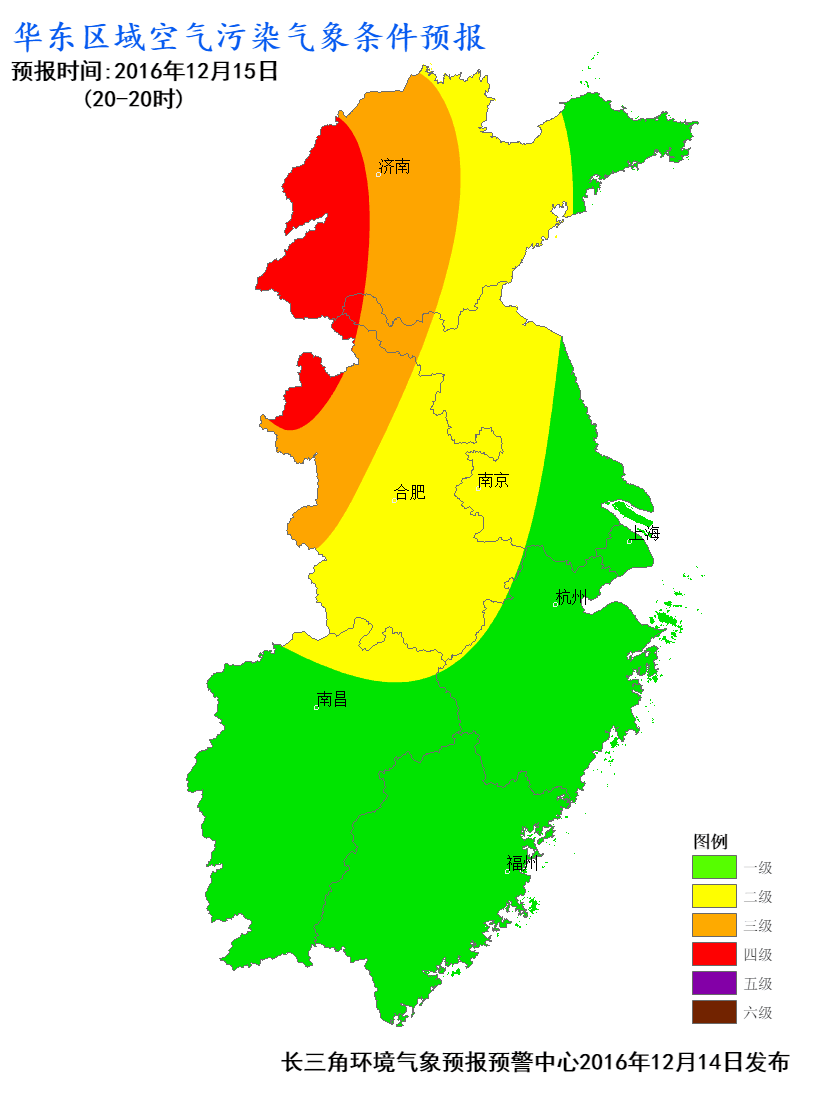 华东区域空气污染气象条件预报
预报时间:2016年12月15日
(20-20时)
济南
合肥
南京
上海
杭州
南昌
福州
图例
一级
二级
三级
四级
五级
六级
长三角环境气象预报预警中心2016年12月14日发布